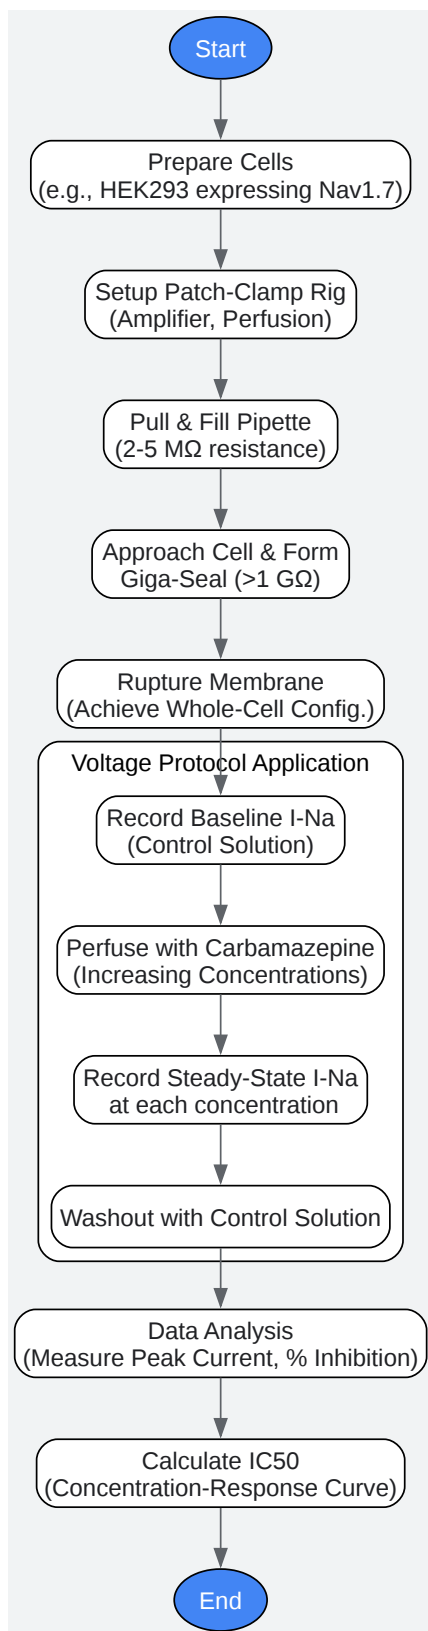 Start
Prepare Cells
(e.g., HEK293 expressing Nav1.7)
Setup Patch-Clamp Rig
(Amplifier, Perfusion)
Pull & Fill Pipette
(2-5 MΩ resistance)
Approach Cell & Form
Giga-Seal (>1 GΩ)
Rupture Membrane
(Achieve Whole-Cell Config.)
Voltage Protocol Application
Record Baseline I-Na
(Control Solution)
Perfuse with Carbamazepine
(Increasing Concentrations)
Record Steady-State I-Na
at each concentration
Washout with Control Solution
Data Analysis
(Measure Peak Current, % Inhibition)
Calculate IC50
(Concentration-Response Curve)
End